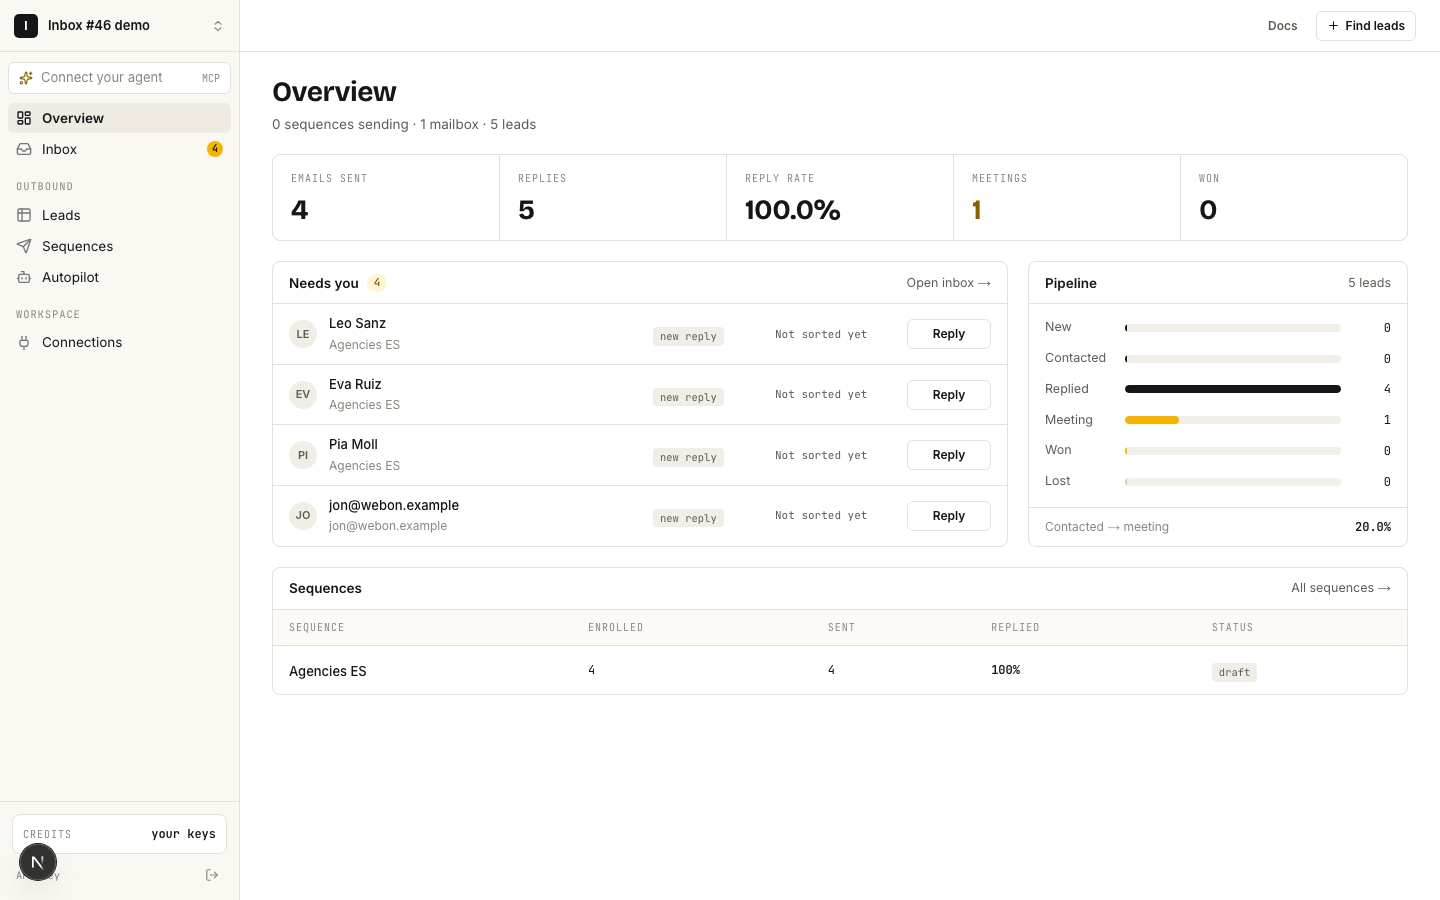 I Inbox #46 demo
Docs
+ Find leads
Connect your agent MCP
Overview
Inbox 4
OUTBOUND
Leads
Sequences
Autopilot
WORKSPACE
Connections
CREDITS your keys
N
Overview
0 sequences sending · 1 mailbox · 5 leads
EMAILS SENT
4
REPLIES
5
REPLY RATE
100.0%
MEETINGS
1
WON
0
Needs you 4 Open inbox →
LE Leo Sanz
Agencies ES
new reply Not sorted yet Reply
EV Eva Ruiz
Agencies ES
new reply Not sorted yet Reply
PI Pia Moll
Agencies ES
new reply Not sorted yet Reply
JO jon@webon.example
jon@webon.example
new reply Not sorted yet Reply
Pipeline 5 leads
New 0
Contacted 0
Replied 4
Meeting 1
Won 0
Lost 0
Contacted → meeting 20.0%
Sequences All sequences →
SEQUENCE ENROLLED SENT REPLIED STATUS
Agencies ES 4 4 100% draft